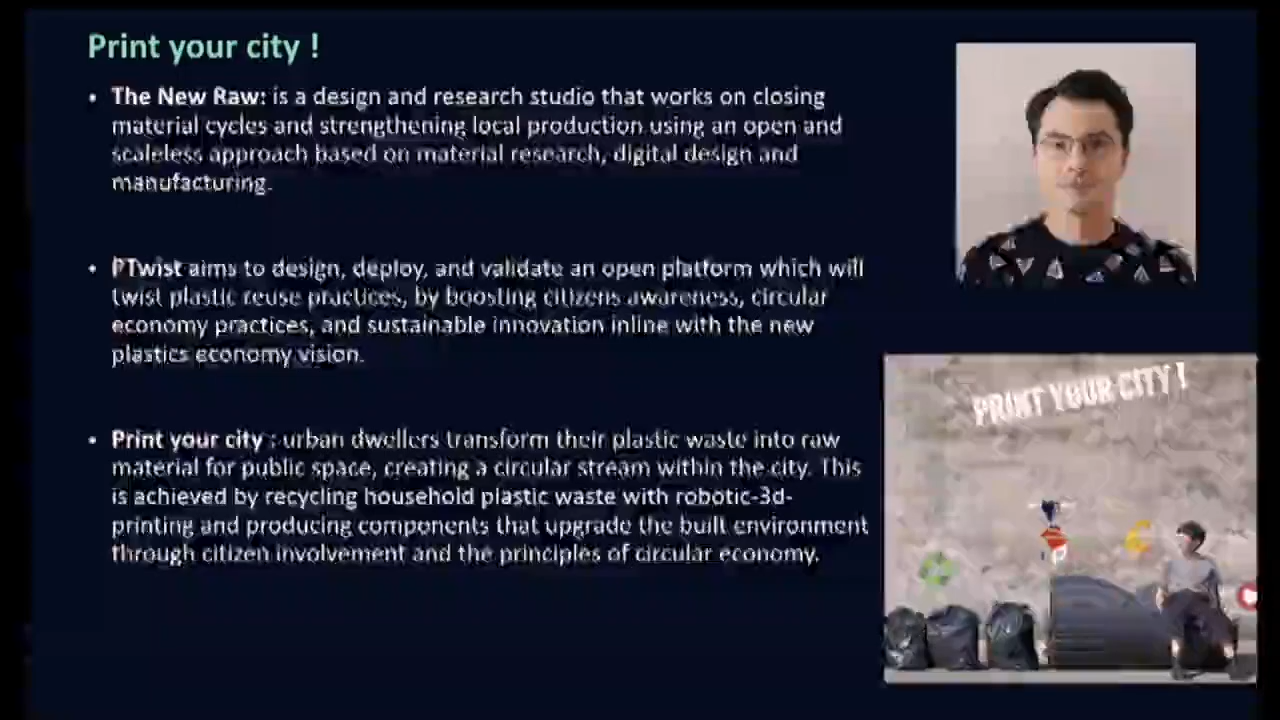 Print your city !
• The New Raw: is a design and research studio that works on closing
material cycles and strengthening local production using an open and
scaleless approach based on material research, digital design and
manufacturing.
• PTwist aims to design, deploy, and validate an open platform which will
twist plastic reuse practices, by boosting citizens awareness, circular
economy practices, and sustainable innovation inline with the new
plastics economy vision.
• Print your city : urban dwellers transform their plastic waste into raw
material for public space, creating a circular stream within the city. This
is achieved by recycling household plastic waste with robotic-3d-
printing and producing components that upgrade the built environment
through citizen involvement and the principles of circular economy.
PRINT YOUR CITY !